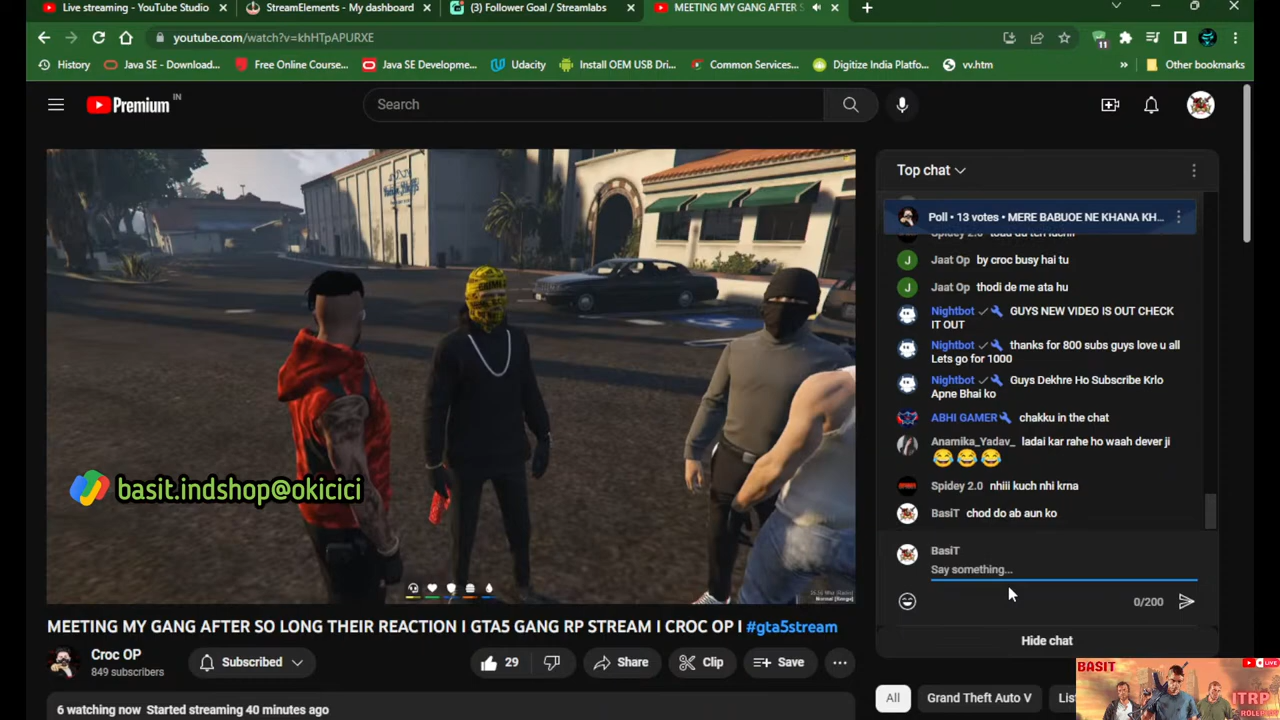 Live streaming - YouTube Studio
StreamElements - My dashboard
(3) Follower Goal / Streamlabs
MEETING MY GANG AFTER S
youtube.com/watch?v=khHTpAPURXE
11
History
Java SE - Download...
Free Online Course...
Java SE Developme...
Udacity
Install OEM USB Dri...
Common Services...
Digitize India Platfo...
vv.htm
Other bookmarks
Premium IN
Search
Top chat
Poll • 13 votes • MERE BABUOE NE KHANA KH...
Spidey 2.0
Jaat Op by croc busy hai tu
Jaat Op thodi de me ata hu
Nightbot GUYS NEW VIDEO IS OUT CHECK
IT OUT
Nightbot thanks for 800 subs guys love u all
Lets go for 1000
Nightbot Guys Dekhre Ho Subscribe Krlo
Apne Bhai ko
ABHI GAMER chakku in the chat
Anamika_Yadav_ ladai kar rahe ho waah dever ji
😂😂😂
Spidey 2.0 nhiii kuch nhi krna
BasiT chod do ab aun ko
BasiT
Say something...
0/200
Hide chat
basit.indshop@okicici
MEETING MY GANG AFTER SO LONG THEIR REACTION I GTA5 GANG RP STREAM I CROC OP I #gta5stream
Croc OP
849 subscribers
Subscribed
29
Share
Clip
Save
6 watching now Started streaming 40 minutes ago
All
Grand Theft Auto V
BASIT
LIVE
ITRP